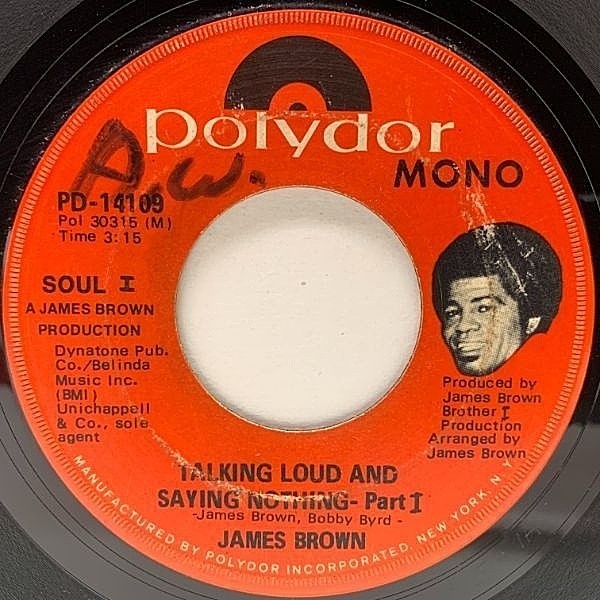 polydor
MONO
P.W.
PD-14109
Pol 30315 (M)
Time 3:15
SOUL I
A JAMES BROWN
PRODUCTION
Dynatone Pub.
Co./Belinda
Music Inc.
(BMI)
Unichappell
& Co., sole
agent
Produced by
James Brown
Brother I
Production
Arranged by
James Brown
TALKING LOUD AND
SAYING NOTHING- Part I
-James Brown, Bobby Byrd -
JAMES BROWN
MANUFACTURED BY POLYDOR INCORPORATED. NEW YORK, N.Y.